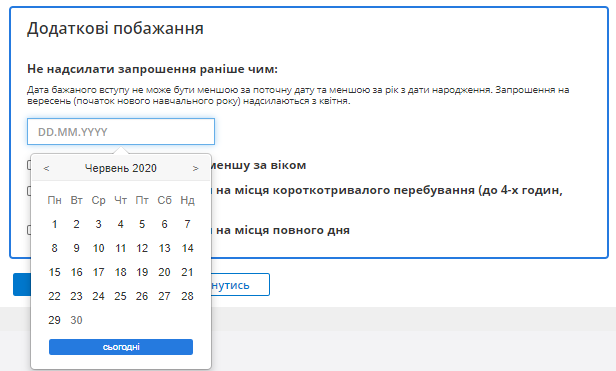 Додаткові побажання
Не надсилати запрошення раніше чим:
Дата бажаного вступу не може бути меншою за поточну дату та меншою за рік з дати народження. Запрошення на
вересень (початок нового навчального року) надсилаються з квітня.
DD.MM.YYYY
< Червень 2020 >
меншу за віком
Пн Вт Ср Чт Пт Сб Нд
на місця короткотривалого перебування (до 4-х годин,
1 2 3 4 5 6 7
на місця повного дня
8 9 10 11 12 13 14
15 16 17 18 19 20 21
22 23 24 25 26 27 28
29 30
сьогодні